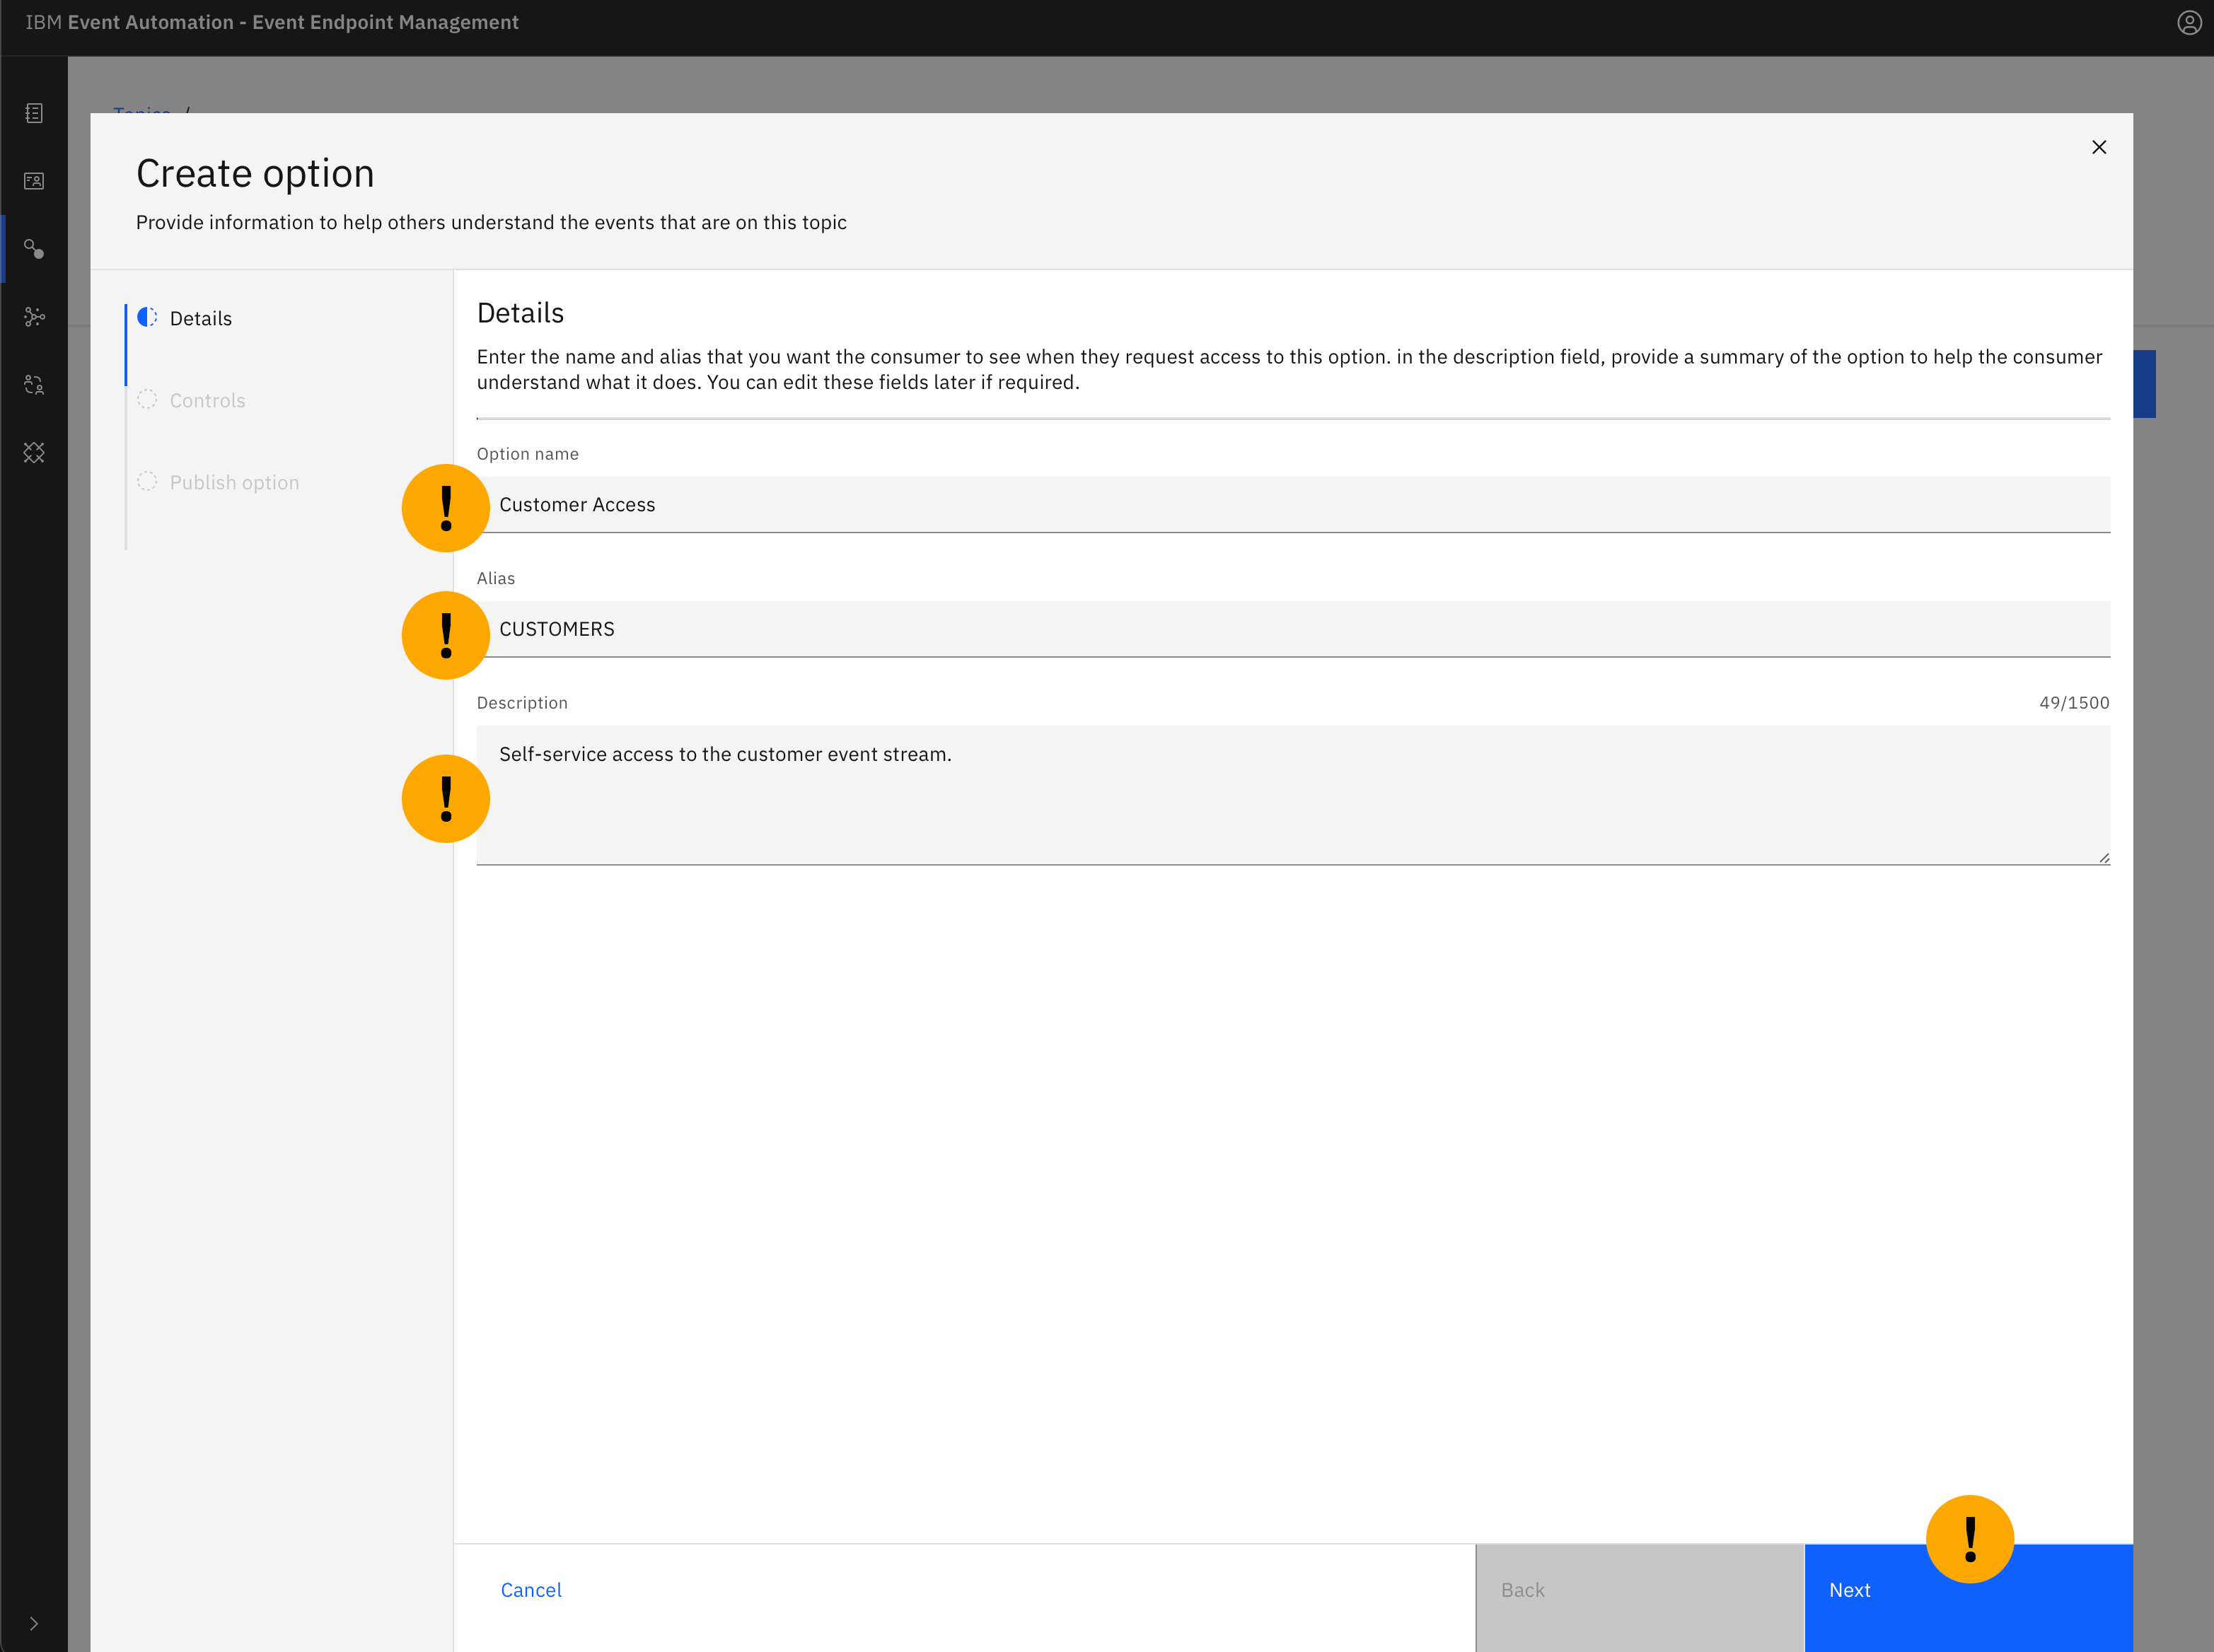 IBM Event Automation - Event Endpoint Management
Topics /
Create option
Provide information to help others understand the events that are on this topic
Details
Controls
Publish option
Details
Enter the name and alias that you want the consumer to see when they request access to this option. in the description field, provide a summary of the option to help the consumer
understand what it does. You can edit these fields later if required.
Option name
! Customer Access
Alias
! CUSTOMERS
Description 49/1500
Self-service access to the customer event stream.
!
!
Cancel Back Next